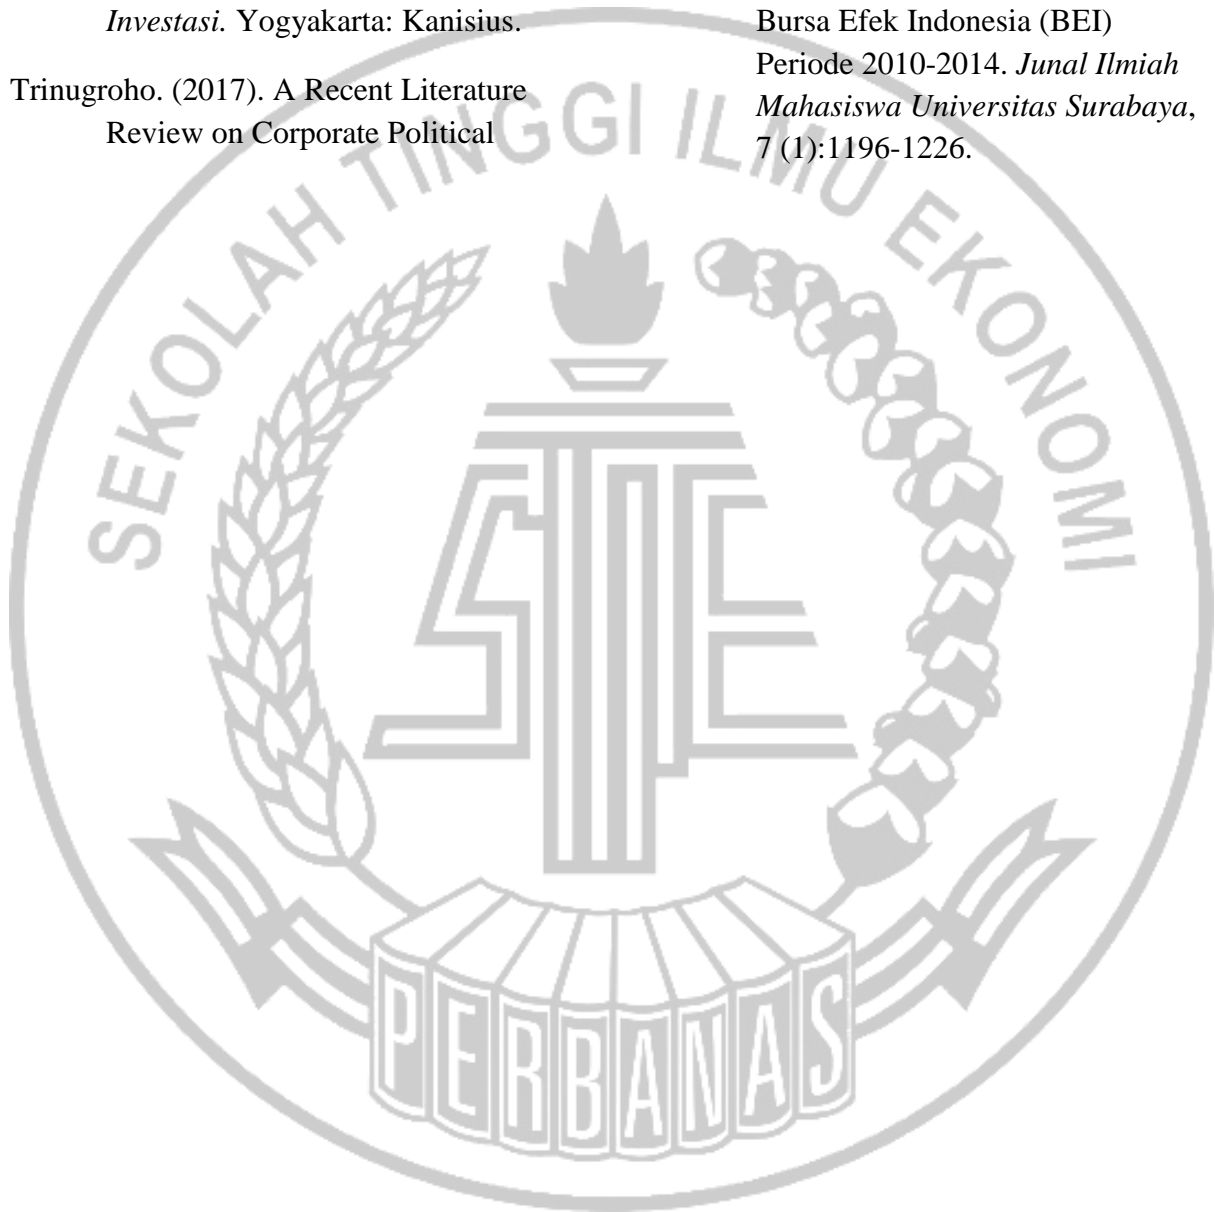 Investasi. Yogyakarta: Kanisius.
Trinugroho. (2017). A Recent Literature
Review on Corporate Political
Bursa Efek Indonesia (BEI)
Periode 2010-2014. Junal Ilmiah
Mahasiswa Universitas Surabaya,
7 (1):1196-1226.
SEKOLAH TINGGI ILMU EKONOMI
STIE
PERBANAS